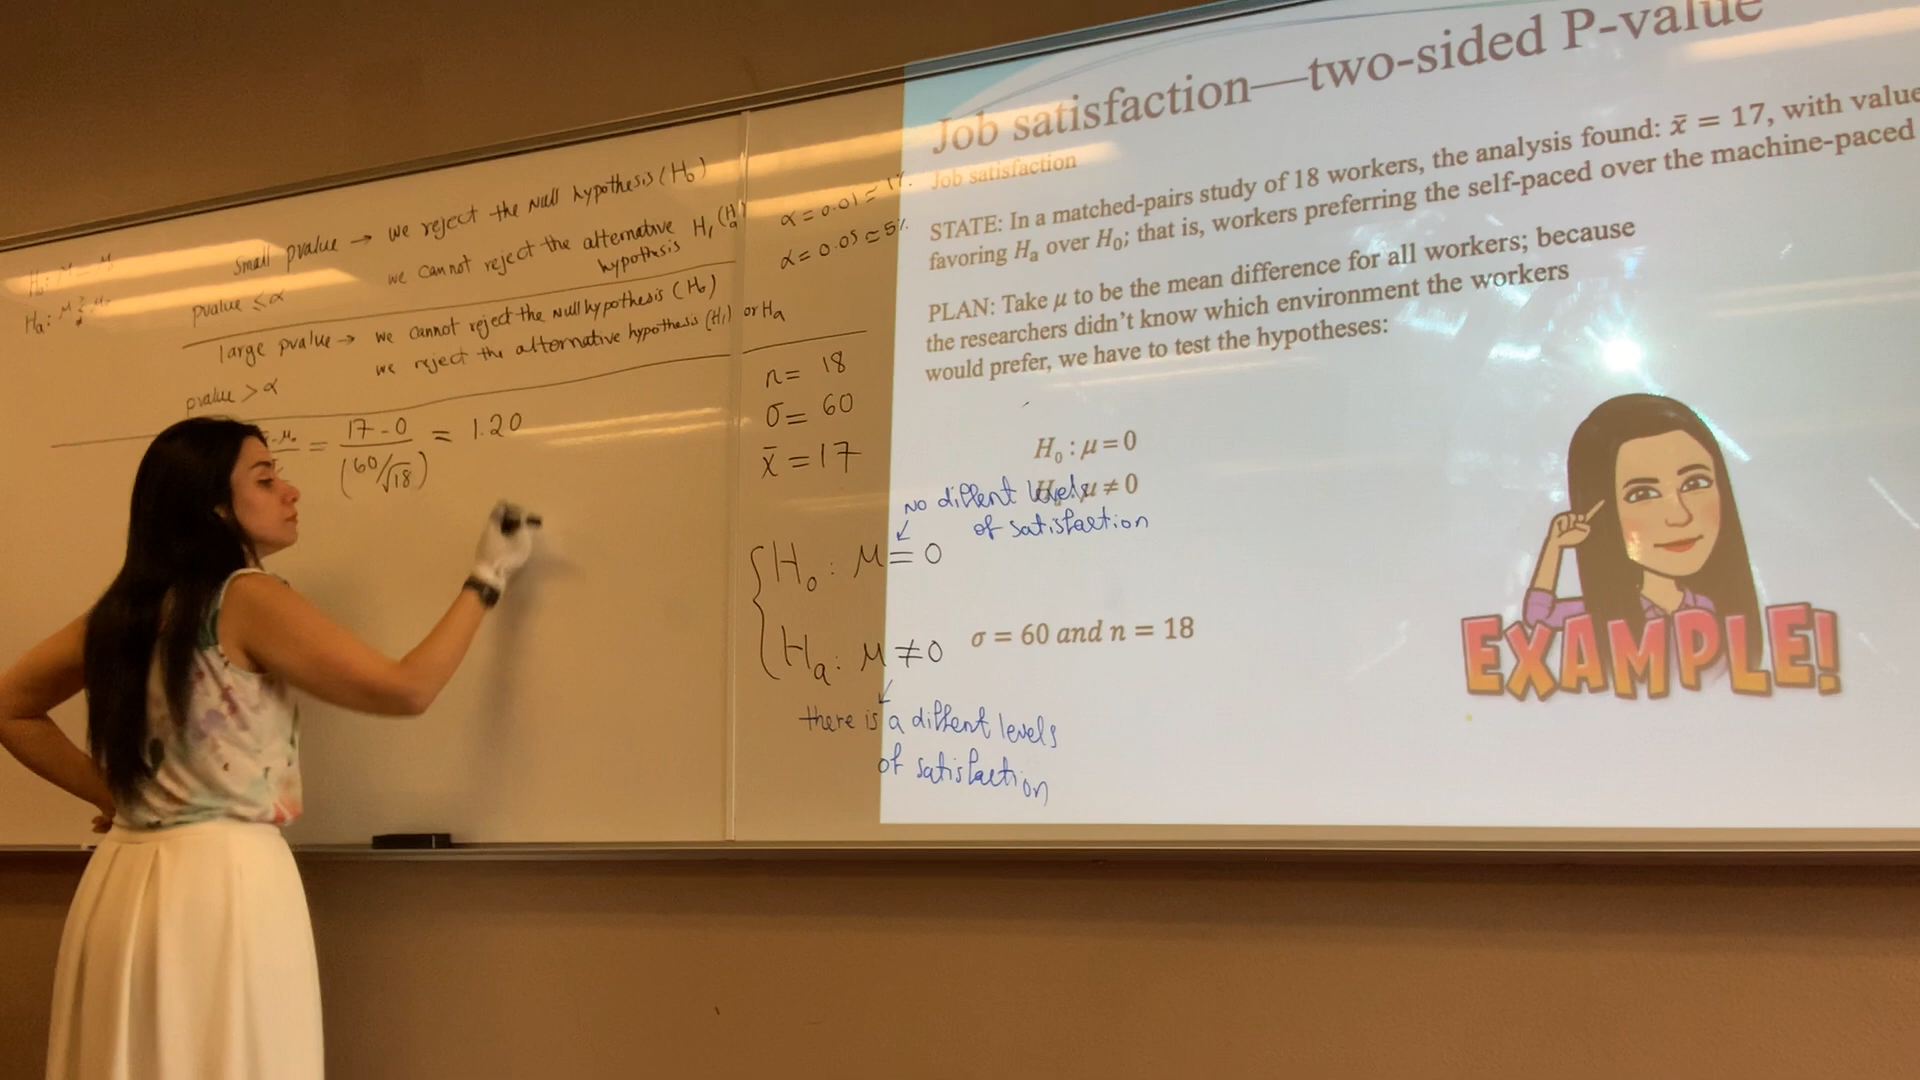 Job satisfaction—two-sided P-value
Job satisfaction
STATE: In a matched-pairs study of 18 workers, the analysis found: x̄ = 17, with value
favoring Hₐ over H₀; that is, workers preferring the self-paced over the machine-paced
PLAN: Take μ to be the mean difference for all workers; because
the researchers didn't know which environment the workers
would prefer, we have to test the hypotheses:
H₀ : μ = 0
μ ≠ 0
σ = 60 and n = 18
EXAMPLE!
H₀: μ = μ₀
Hₐ: μ
small pvalue → we reject the null hypothesis (H₀)
we cannot reject the alternative H₁ (Hₐ)
hypothesis
pvalue ≤ α
large pvalue → we cannot reject the null hypothesis (H₀)
we reject the alternative hypothesis (H₁) or Hₐ
pvalue > α
α = 0.01 = 1%
α = 0.05 = 5%
-μ₀ = 17-0 / (60/√18) = 1.20
n = 18
σ = 60
x̄ = 17
No diffent levels
of satisfaction
H₀ : μ = 0
Hₐ : μ ≠ 0
there is a diffent levels
of satisfaction